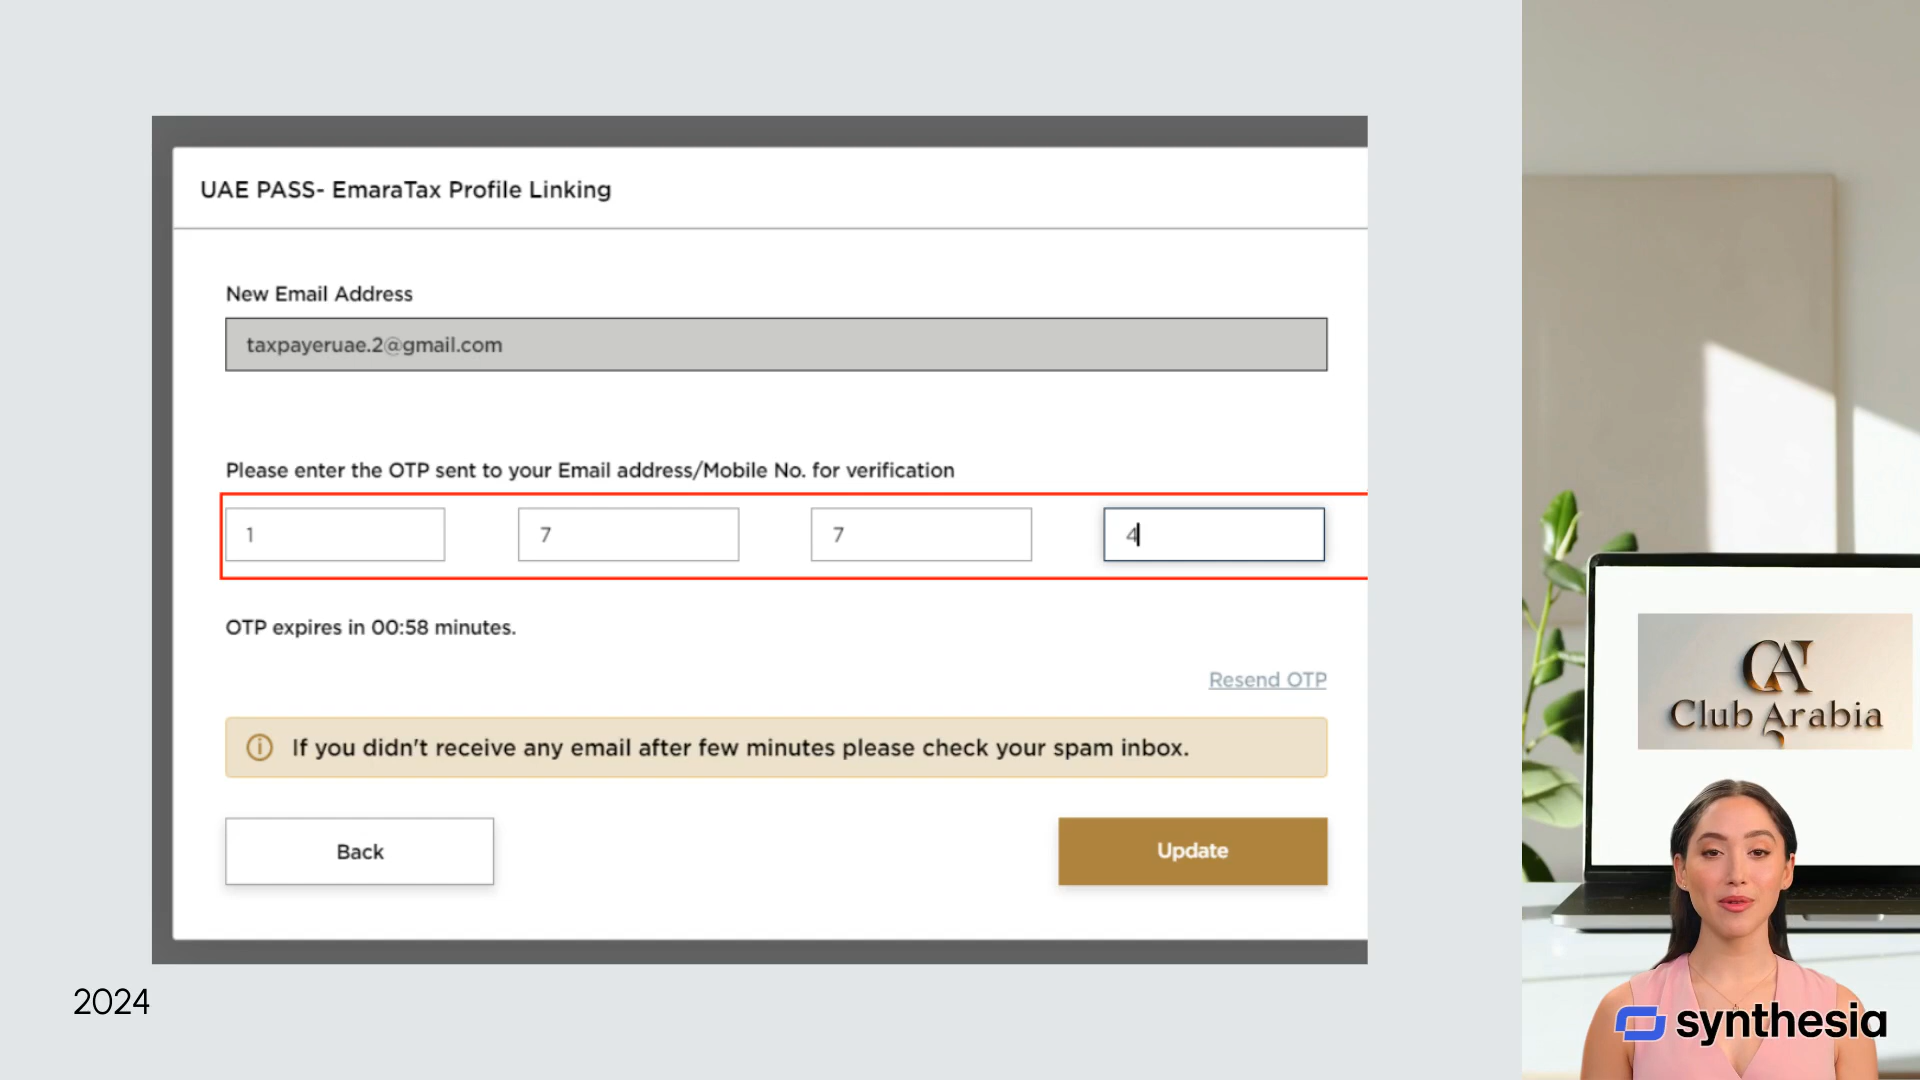 UAE PASS- EmaraTax Profile Linking
New Email Address
taxpayeruae.2@gmail.com
Please enter the OTP sent to your Email address/Mobile No. for verification
1 7 7 4
OTP expires in 00:58 minutes.
Resend OTP
If you didn't receive any email after few minutes please check your spam inbox.
Back Update
2024
CA
Club Arabia
synthesia